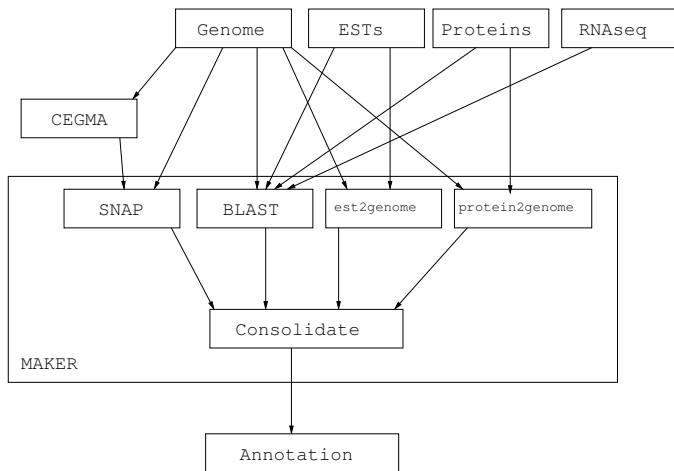 Genome
ESTs
Proteins
RNAseq
CEGMA
SNAP
BLAST
est2genome
protein2genome
Consolidate
MAKER
Annotation